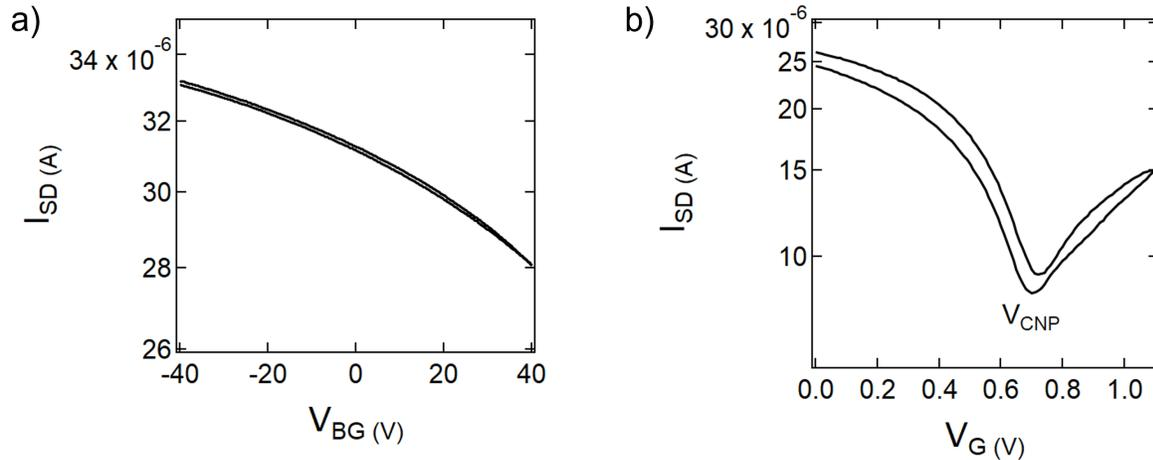 a)
34 x 10⁻⁶
32
30
28
26
I_SD (A)
-40 -20 0 20 40
V_BG (V)
b)
30 x 10⁻⁶
25
20
15
10
I_SD (A)
V_CNP
0.0 0.2 0.4 0.6 0.8 1.0
V_G (V)